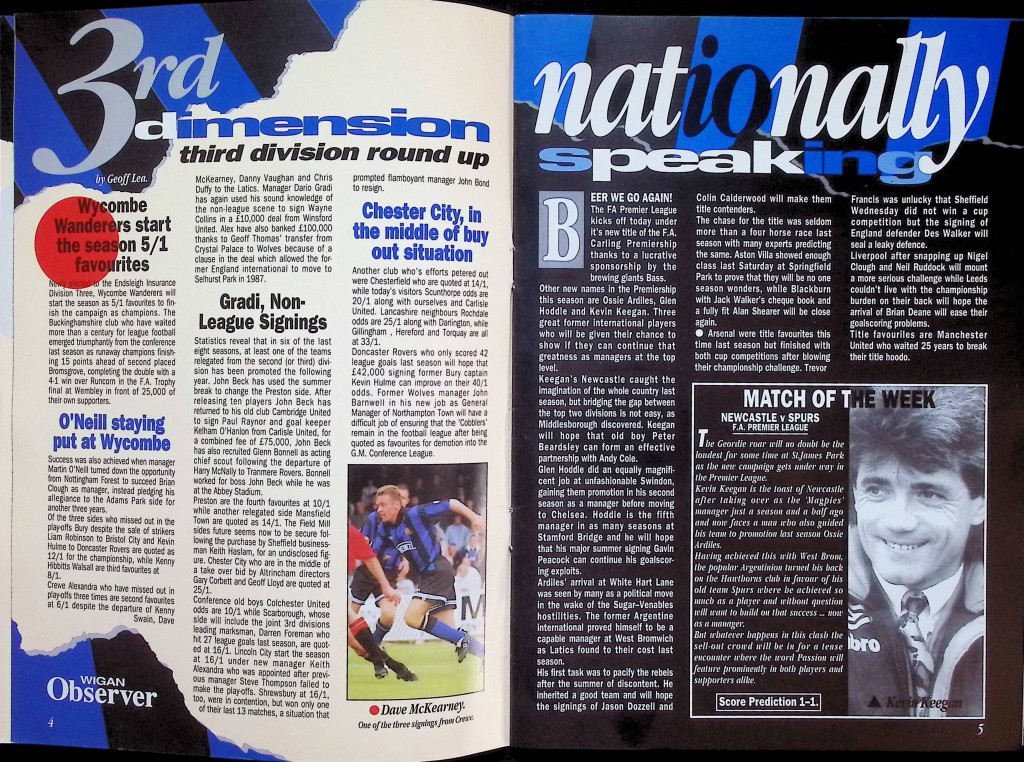 3rd
dimension
third division round up
by Geoff Lea.
Wycombe
Wanderers start
the season 5/1
favourites
Newly elected to the Endsleigh Insurance
Division Three, Wycombe Wanderers will
start the season as 5/1 favourites to fin-
ish the campaign as champions. The
Buckinghamshire club who have waited
more than a century for league football
emerged triumphantly from the conference
last season as runaway champions finish-
ing 15 points ahead of second placed
Bromsgrove, completing the double with a
4-1 win over Runcorn in the F.A. Trophy
final at Wembley in front of 25,000 of
their own supporters.
O'Neill staying
put at Wycombe
Success was also achieved when manager
Martin O'Neill turned down the opportunity
from Nottingham Forest to succeed Brian
Clough as manager, instead pledging his
allegiance to the Adams Park side for
another three years.
Of the three sides who missed out in the
play-offs Bury despite the sale of strikers
Liam Robinson to Bristol City and Kevin
Hulme to Doncaster Rovers are quoted as
12/1 for the championship, while Kenny
Hibbitts Walsall are third favourites at
8/1.
Crewe Alexandra who have missed out in
play-offs three times are second favourites
at 6/1 despite the departure of Kenny
Swain, Dave
WIGAN
Observer
4
McKearney, Danny Vaughan and Chris
Duffy to the Latics. Manager Dario Gradi
has again used his sound knowledge of
the non-league scene to sign Wayne
Collins in a £10,000 deal from Winsford
United. Alex have also banked £100,000
thanks to Geoff Thomas' transfer from
Crystal Palace to Wolves because of a
clause in the deal which allowed the for-
mer England international to move to
Selhurst Park in 1987.
Gradi, Non-
League Signings
Statistics reveal that in six of the last
eight seasons, at least one of the teams
relegated from the second (or third) divi-
sion has been promoted the following
year. John Beck has used the summer
break to change the Preston side. After
releasing ten players John Beck has
returned to his old club Cambridge United
to sign Paul Raynor and goal keeper
Kelham O'Hanlon from Carlisle United, for
a combined fee of £75,000, John Beck
has also recruited Glenn Bonnell as acting
chief scout following the departure of
Harry McNally to Tranmere Rovers. Bonnell
worked for boss John Beck while he was
at the Abbey Stadium.
Preston are the fourth favourites at 10/1
while another relegated side Mansfield
Town are quoted as 14/1. The Field Mill
sides future seem now to be secure fol-
lowing the purchase by Sheffield business-
man Keith Haslam, for an undisclosed fig-
ure. Chester City who are in the middle of
a take over bid by Altrincham directors
Gary Corbett and Geoff Lloyd are quoted at
25/1.
Conference old boys Colchester United
odds are 10/1 while Scarborough, whose
side will include the joint 3rd divisions
leading marksman, Darren Foreman who
hit 27 league goals last season, are quot-
ed at 16/1. Lincoln City start the season
at 16/1 under new manager Keith
Alexandra who was appointed after previ-
ous manager Steve Thompson failed to
make the play-offs. Shrewsbury at 16/1,
too, were in contention, but won only one
of their last 13 matches, a situation that
prompted flamboyant manager John Bond
to resign.
Chester City, in
the middle of buy
out situation
Another club who's efforts petered out
were Chesterfield who are quoted at 14/1,
while today's visitors Scunthorpe odds are
20/1 along with ourselves and Carlisle
United. Lancashire neighbours Rochdale
odds are 25/1 along with Darlington, while
Gillingham , Hereford and Torquay are all
at 33/1.
Doncaster Rovers who only scored 42
league goals last season will hope that
£42,000 signing former Bury captain
Kevin Hulme can improve on their 40/1
odds. Former Wolves manager John
Barnwell in his new job as General
Manager of Northampton Town will have a
difficult job of ensuring that the 'Cobblers'
remain in the football league after being
quoted as favourites for demotion into the
G.M. Conference League.
Dave McKearney.
One of the three signings from Crewe.
nationally
speaking
BEER WE GO AGAIN!
The FA Premier League
kicks off today under
it's new title of the F.A.
Carling Premiership
thanks to a lucrative
sponsorship by the
brewing giants Bass.
Other new names in the Premiership
this season are Ossie Ardiles, Glen
Hoddle and Kevin Keegan. Three
great former international players
who will be given their chance to
show if they can continue that
greatness as managers at the top
level.
Keegan's Newcastle caught the
imagination of the whole country last
season, but bridging the gap between
the top two divisions is not easy, as
Middlesborough discovered. Keegan
will hope that old boy Peter
Beardsley can form an effective
partnership with Andy Cole.
Glen Hoddle did an equally magnifi-
cent job at unfashionable Swindon,
gaining them promotion in his second
season as a manager before moving
to Chelsea. Hoddle is the fifth
manager in as many seasons at
Stamford Bridge and he will hope
that his major summer signing Gavin
Peacock can continue his goalscor-
ing exploits.
Ardiles' arrival at White Hart Lane
was seen by many as a political move
in the wake of the Sugar-Venables
hostilities. The former Argentine
international proved himself to be a
capable manager at West Bromwich
as Latics found to their cost last
season.
His first task was to pacify the rebels
after the summer of discontent. He
inherited a good team and will hope
the signings of Jason Dozzell and
Colin Calderwood will make them
title contenders.
The chase for the title was seldom
more than a four horse race last
season with many experts predicting
the same. Aston Villa showed enough
class last Saturday at Springfield
Park to prove that they will be no one
season wonders, while Blackburn
with Jack Walker's cheque book and
a fully fit Alan Shearer will be close
again.
● Arsenal were title favourites this
time last season but finished with
both cup competitions after blowing
their championship challenge. Trevor
Francis was unlucky that Sheffield
Wednesday did not win a cup
competition but the signing of
England defender Des Walker will
seal a leaky defence.
Liverpool after snapping up Nigel
Clough and Neil Ruddock will mount
a more serious challenge while Leeds
couldn't live with the championship
burden on their back will hope the
arrival of Brian Deane will ease their
goalscoring problems.
Title favourites are Manchester
United who waited 25 years to break
their title hoodo.
MATCH OF THE WEEK
NEWCASTLE v SPURS
F.A. PREMIER LEAGUE
The Geordie roar will no doubt be the
loudest for some time at St.James Park
as the new campaign gets under way in
the Premier League.
Kevin Keegan is the toast of Newcastle
after taking over as the 'Magpies'
manager just a season and a half ago
and now faces a man who also guided
his team to promotion last season Ossie
Ardiles.
Having achieved this with West Brom,
the popular Argentinion turned his back
on the Hawthorns club in favour of his
old team Spurs where be achieved so
much as a player and without question
will want to build on that success ... now
as a manager.
But whatever happens in this clash the
sell-out crowd will be in for a tense
encounter where the word Passion will
feature prominently in both players and
supporters alike.
Score Prediction 1–1.
bro
▲ Kevin Keegan
5